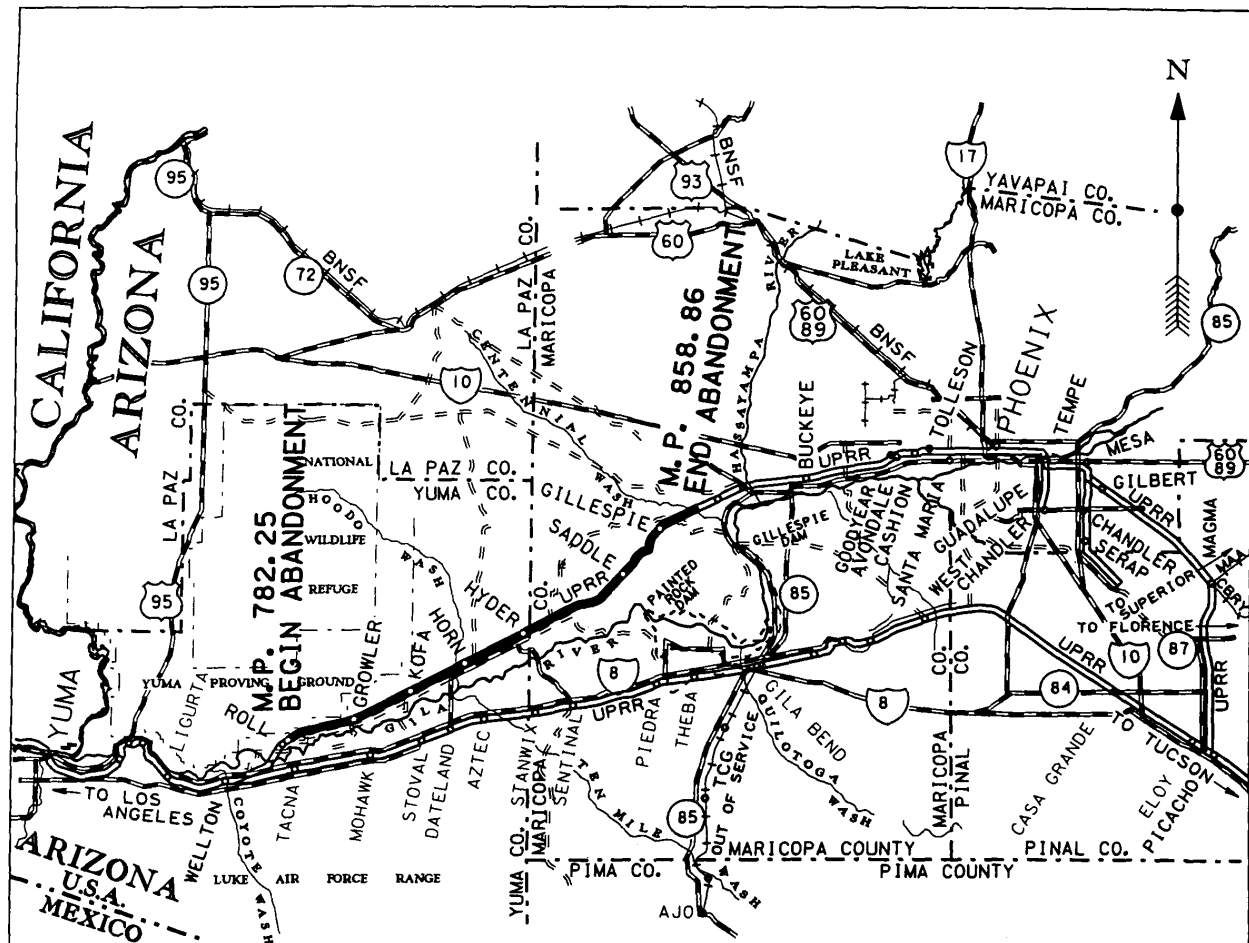 N
CALIFORNIA
ARIZONA
95
95
72
BNSF
LA PAZ CO.
MARICOPA
93
BNSF
60
17
YAVAPAI CO.
MARICOPA CO.
LAKE
PLEASANT
RIVER
HASSAYAMPA
60
89
BNSF
85
10
CENTENNIAL
WASH
M.P. 858.86
END ABANDONMENT
BUCKEYE
TOLLESON
PHOENIX
TEMPE
MESA
60
89
GILBERT
UPRR
UPRR
LA PAZ
CO.
NATIONAL
WILDLIFE
REFUGE
LA PAZ CO.
YUMA CO.
HODO
WASH
M.P. 782.25
BEGIN ABANDONMENT
GILLESPIE
SADDLE
UPRR
HYDER
HORN
KOFA
GROWLER
ROLL
LIGURTA
YUMA
95
YUMA PROVING GROUND
GILA
RIVER
CO.
PAINTED
ROCK
DAM
GILLESPIE
DAM
85
GOODYEAR
AVONDALE
CASHION
SANTA MARIA
GUADALUPE
WEST
CHANDLER
CHANDLER
SERAP
MAGMA
MAA
CBRY
TO
SUPERIOR
TO FLORENCE
87
10
UPRR
UPRR
84
8
8
UPRR
TO LOS
ANGELES
WELLTON
COYOTE WASH
TACNA
MOHAWK
STOVAL
DATELAND
AZTEC
STANWIX
SENTINAL
PIEDRA
THEBA
GILA BEND
QUILOTOGA
WASH
TCG
OUT OF SERVICE
TEN MILE
WASH
85
YUMA CO.
MARICOPA
MARICOPA CO.
PINAL CO.
CASA GRANDE
ELOY
PICACHO
TO TUCSON
ARIZONA
U.S.A.
MEXICO
LUKE AIR FORCE RANGE
PIMA CO.
MARICOPA COUNTY
PIMA COUNTY
PINAL CO.
AJO